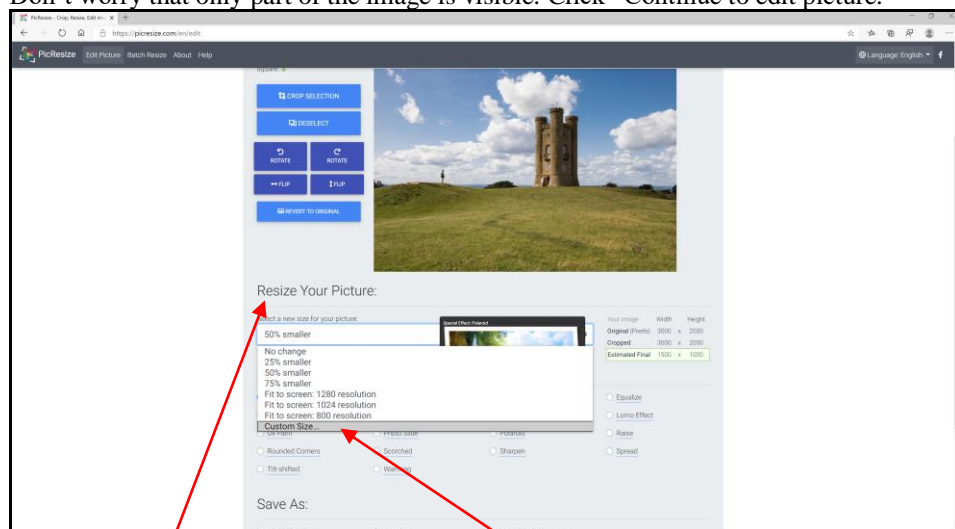 Don't worry that only part of the image is visible. Click "Continue to edit picture."
PicResize - Crop, Resize, Edit im
https://picresize.com/en/edit
PicResize Edit Picture Batch Resize About Help Language: English
square.
CROP SELECTION
DESELECT
ROTATE ROTATE
FLIP FLIP
REVERT TO ORIGINAL
Resize Your Picture:
Select a new size for your picture:
50% smaller
Special Effect: Polaroid
Your Image Width Height
Original (Pixels) 3000 x 2000
Cropped 3000 x 2000
Estimated Final 1500 x 1000
No change
25% smaller
50% smaller
75% smaller
Fit to screen: 1280 resolution
Fit to screen: 1024 resolution
Fit to screen: 800 resolution
Custom Size...
Equalize
Lomo Effect
Oil Paint Photo Slide Polaroid Raise
Rounded Corners Scorched Sharpen Spread
Tilt-shifted Warming
Save As: